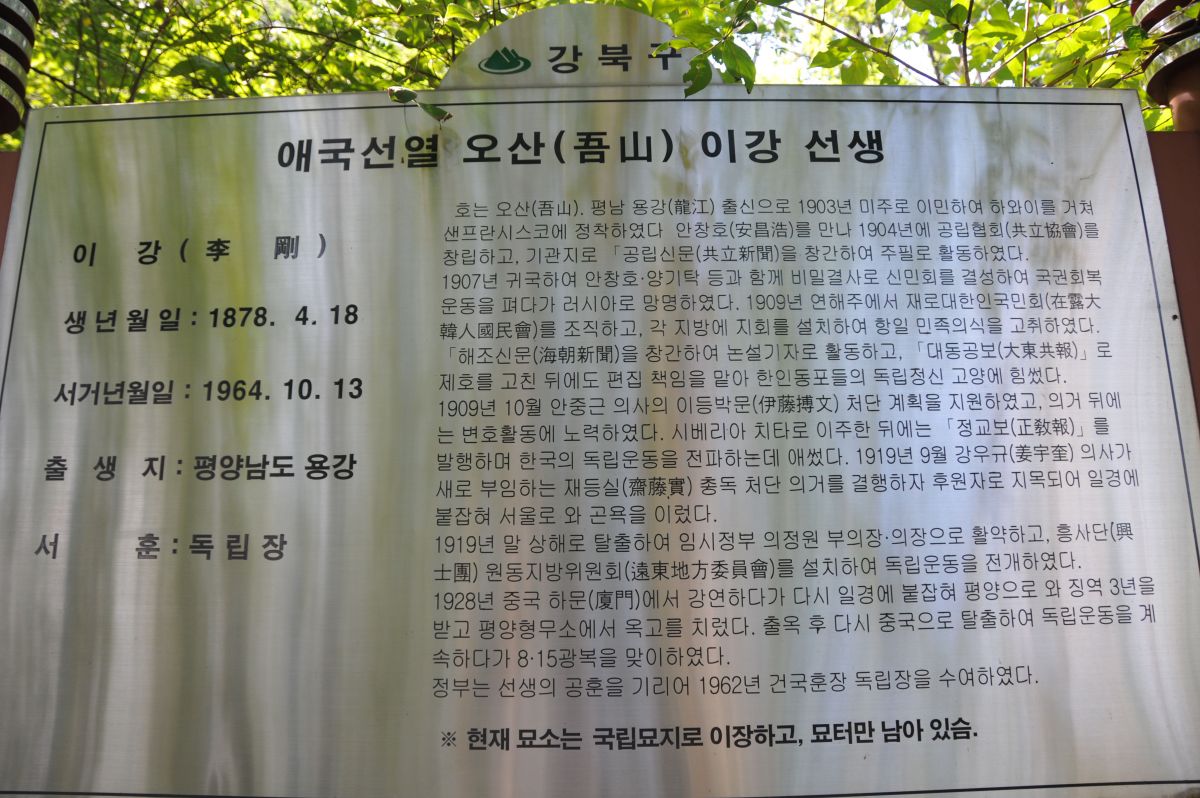 강북구
애국선열 오산(吾山) 이강 선생
이 강 ( 李 剛 )
생년월일 : 1878. 4. 18
서거년월일 : 1964. 10. 13
출 생 지 : 평양남도 용강
서 훈 : 독립장
호는 오산(吾山). 평남 용강(龍江) 출신으로 1903년 미주로 이민하여 하와이를 거쳐
샌프란시스코에 정착하였다 안창호(安昌浩)를 만나 1904년에 공립협회(共立協會)를
창립하고, 기관지로 「공립신문(共立新聞)을 창간하여 주필로 활동하였다.
1907년 귀국하여 안창호·양기탁 등과 함께 비밀결사로 신민회를 결성하여 국권회복
운동을 펴다가 러시아로 망명하였다. 1909년 연해주에서 재로대한인국민회(在露大
韓人國民會)를 조직하고, 각 지방에 지회를 설치하여 항일 민족의식을 고취하였다.
「해조신문(海朝新聞)을 창간하여 논설기자로 활동하고, 「대동공보(大東共報)」로
제호를 고친 뒤에도 편집 책임을 맡아 한인동포들의 독립정신 고양에 힘썼다.
1909년 10월 안중근 의사의 이등박문(伊藤搏文) 처단 계획을 지원하였고, 의거 뒤에
는 변호활동에 노력하였다. 시베리아 치타로 이주한 뒤에는 「정교보(正敎報)」를
발행하며 한국의 독립운동을 전파하는데 애썼다. 1919년 9월 강우규(姜宇奎) 의사가
새로 부임하는 재등실(齋藤實) 총독 처단 의거를 결행하자 후원자로 지목되어 일경에
붙잡혀 서울로 와 곤욕을 이렀다.
1919년 말 상해로 탈출하여 임시정부 의정원 부의장·의장으로 활약하고, 흥사단(興
士團) 원동지방위원회(遠東地方委員會)를 설치하여 독립운동을 전개하였다.
1928년 중국 하문(廈門)에서 강연하다가 다시 일경에 붙잡혀 평양으로 와 징역 3년을
받고 평양형무소에서 옥고를 치렀다. 출옥 후 다시 중국으로 탈출하여 독립운동을 계
속하다가 8·15광복을 맞이하였다.
정부는 선생의 공훈을 기리어 1962년 건국훈장 독립장을 수여하였다.
※ 현재 묘소는 국립묘지로 이장하고, 묘터만 남아 있슴.